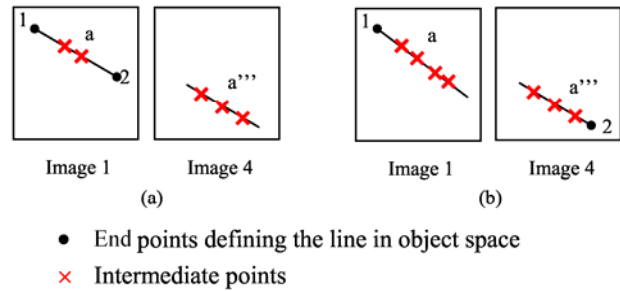 1 a 2
a’’’
1 a
a’’’ 2
Image 1 Image 4 Image 1 Image 4
(a) (b)
End points defining the line in object space
Intermediate points